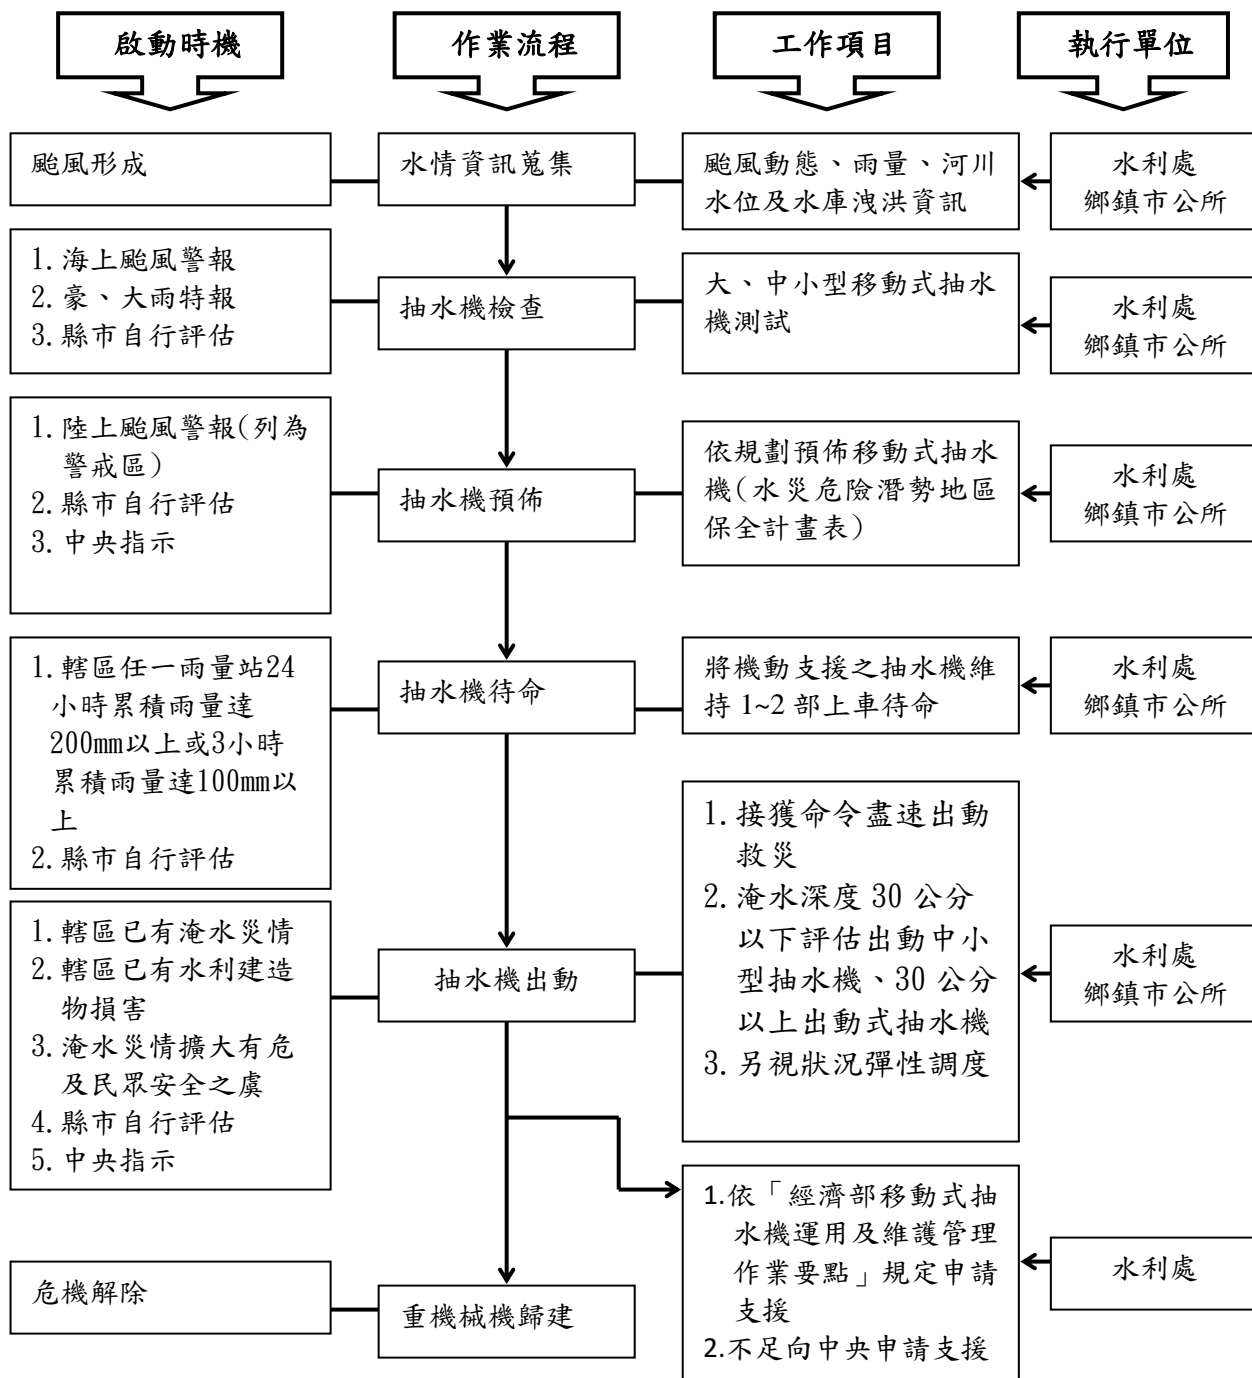 啟動時機
作業流程
工作項目
執行單位
颱風形成
水情資訊蒐集
颱風動態、雨量、河川
水位及水庫洩洪資訊
水利處
鄉鎮市公所
1.海上颱風警報
2.豪、大雨特報
3.縣市自行評估
抽水機檢查
大、中小型移動式抽水
機測試
水利處
鄉鎮市公所
1.陸上颱風警報(列為
警戒區)
2.縣市自行評估
3.中央指示
抽水機預佈
依規劃預佈移動式抽水
機(水災危險潛勢地區
保全計畫表)
水利處
鄉鎮市公所
1.轄區任一雨量站24
小時累積雨量達
200mm以上或3小時
累積雨量達100mm以
上
2.縣市自行評估
抽水機待命
將機動支援之抽水機維
持 1~2 部上車待命
水利處
鄉鎮市公所
1.轄區已有淹水災情
2.轄區已有水利建造
物損害
3.淹水災情擴大有危
及民眾安全之虞
4.縣市自行評估
5.中央指示
抽水機出動
1.接獲命令盡速出動
救災
2.淹水深度 30 公分
以下評估出動中小
型抽水機、30 公分
以上出動式抽水機
3.另視狀況彈性調度
水利處
鄉鎮市公所
1.依「經濟部移動式抽
水機運用及維護管理
作業要點」規定申請
支援
2.不足向中央申請支援
水利處
危機解除
重機械機歸建